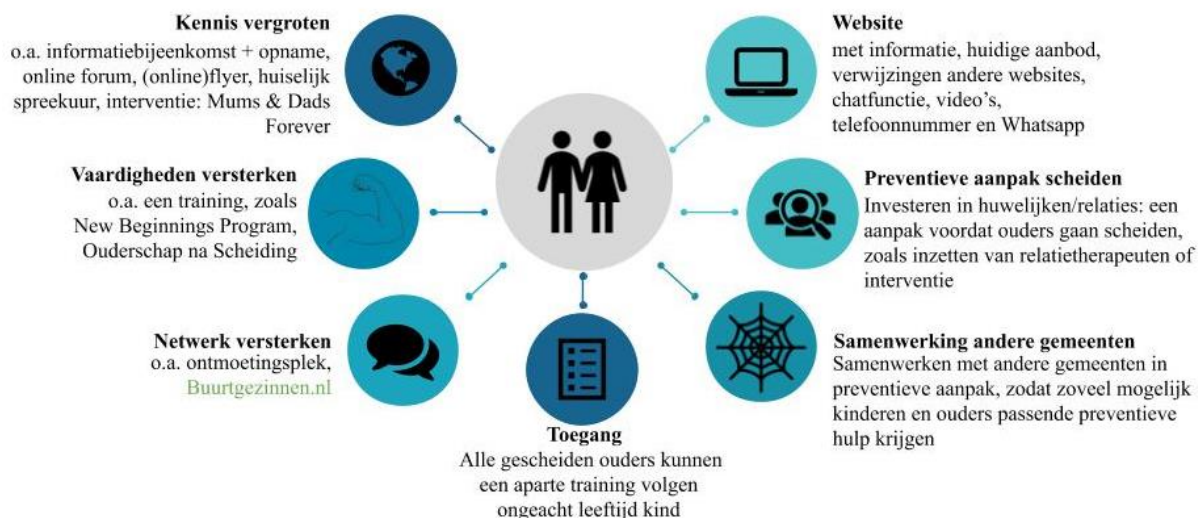 Kennis vergroten
o.a. informatiebijeenkomst + opname,
online forum, (online)flyer, huiselijk
spreekuur, interventie: Mums & Dads
Forever
Vaardigheden versterken
o.a. een training, zoals
New Beginnings Program,
Ouderschap na Scheiding
Netwerk versterken
o.a. ontmoetingsplek,
Buurtgezinnen.nl
Toegang
Alle gescheiden ouders kunnen
een aparte training volgen
ongeacht leeftijd kind
Website
met informatie, huidige aanbod,
verwijzingen andere websites,
chatfunctie, video’s,
telefoonnummer en Whatsapp
Preventieve aanpak scheiden
Investeren in huwelijken/relaties: een
aanpak voordat ouders gaan scheiden,
zoals inzetten van relatietherapeuten of
interventie
Samenwerking andere gemeenten
Samenwerken met andere gemeenten in
preventieve aanpak, zodat zoveel mogelijk
kinderen en ouders passende preventieve
hulp krijgen